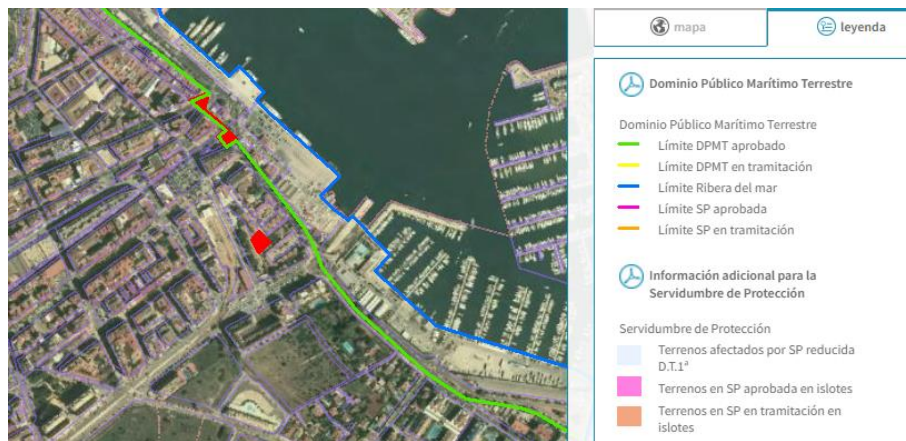 mapa
leyenda
Dominio Público Marítimo Terrestre
Dominio Público Marítimo Terrestre
Límite DPMT aprobado
Límite DPMT en tramitación
Límite Ribera del mar
Límite SP aprobada
Límite SP en tramitación
Información adicional para la
Servidumbre de Protección
Servidumbre de Protección
Terrenos afectados por SP reducida
D.T.1ª
Terrenos en SP aprobada en islotes
Terrenos en SP en tramitación en
islotes